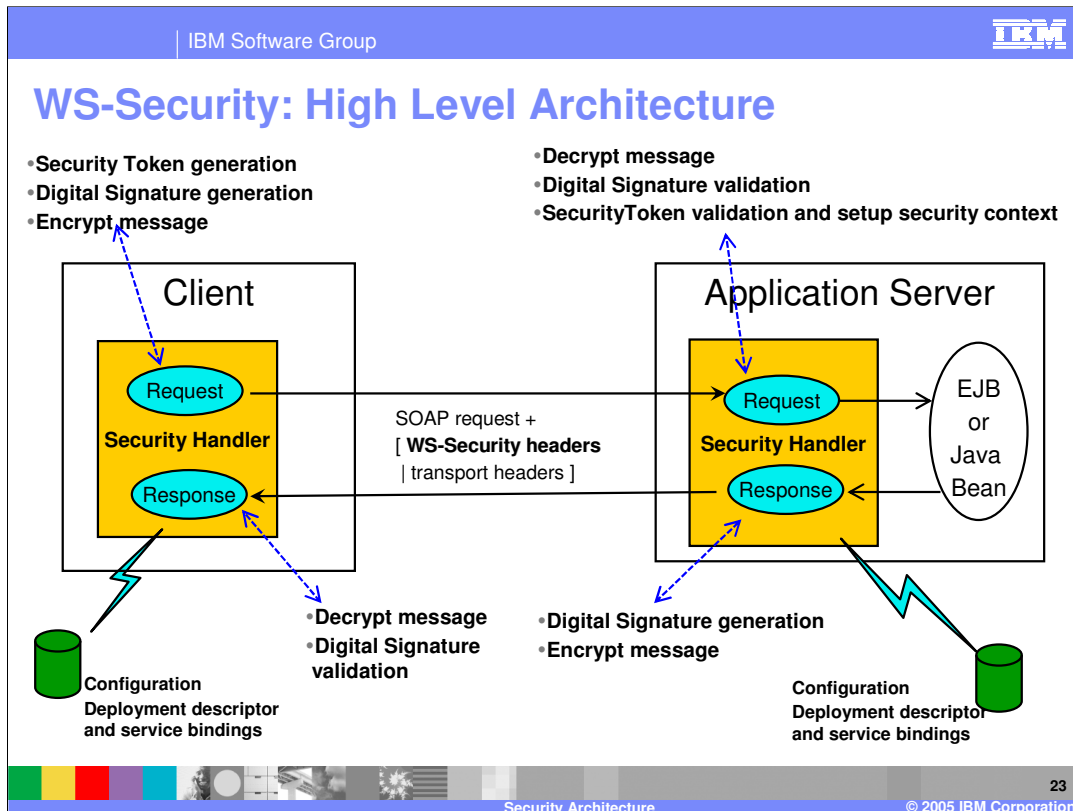 IBM Software Group
IBM
WS-Security: High Level Architecture
•Security Token generation
•Digital Signature generation
•Encrypt message
•Decrypt message
•Digital Signature validation
•SecurityToken validation and setup security context
Client
Request
Security Handler
Response
SOAP request +
[ WS-Security headers
| transport headers ]
Application Server
Request
Security Handler
Response
EJB
or
Java
Bean
•Decrypt message
•Digital Signature
validation
•Digital Signature generation
•Encrypt message
Configuration
Deployment descriptor
and service bindings
Configuration
Deployment descriptor
and service bindings
23
Security Architecture
© 2005 IBM Corporation